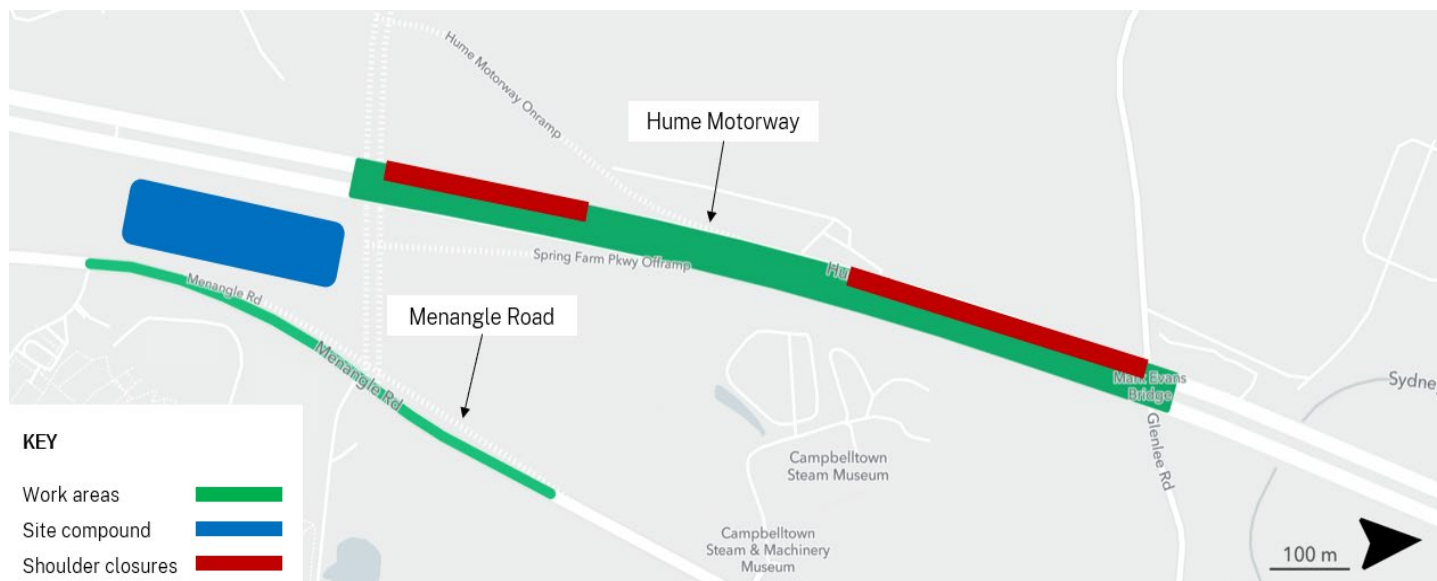 Hume Motorway Onramp
Hume Motorway
Spring Farm Pkwy Offramp
Hu
Menangle Rd
Menangle Road
Menangle Rd
Mark Evans
Bridge
Glenlee Rd
Sydne
Campbelltown
Steam Museum
Campbelltown
Steam & Machinery
Museum
KEY
Work areas
Site compound
Shoulder closures
100 m